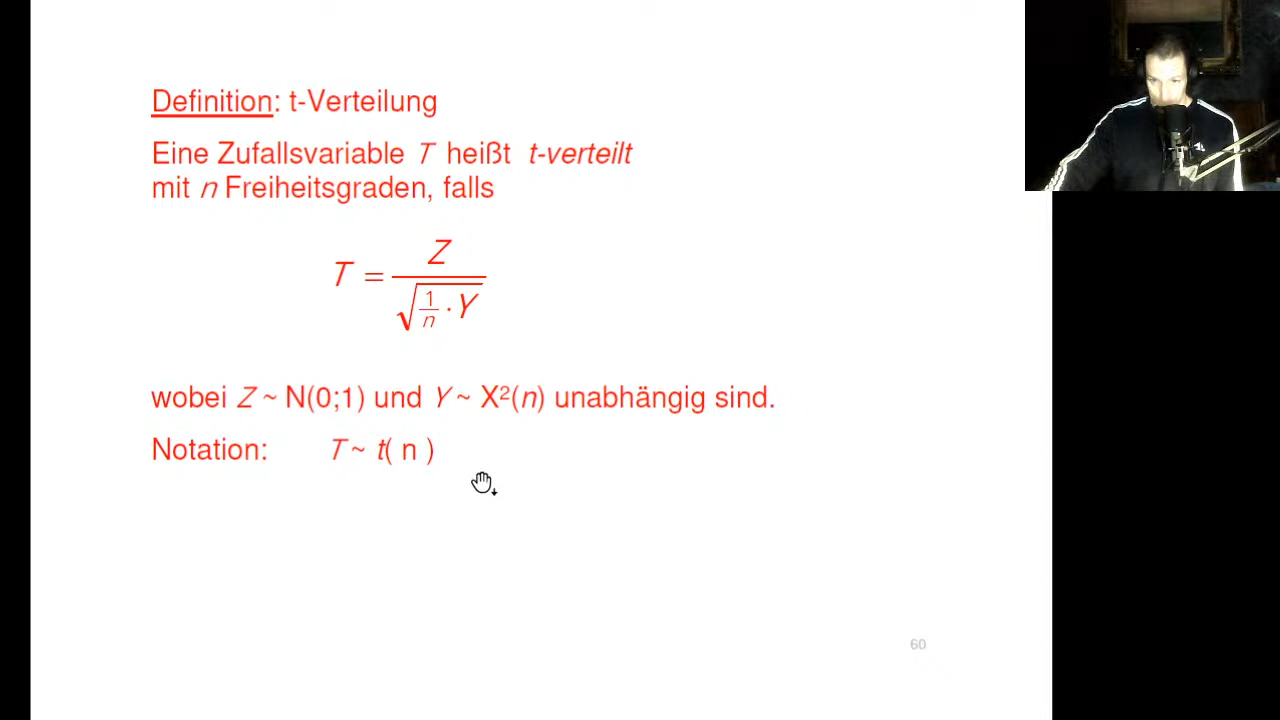 Definition: t-Verteilung
Eine Zufallsvariable T heißt t-verteilt
mit n Freiheitsgraden, falls
T = Z / √(1/n · Y)
wobei Z ~ N(0;1) und Y ~ X²(n) unabhängig sind.
Notation: T ~ t( n )
60